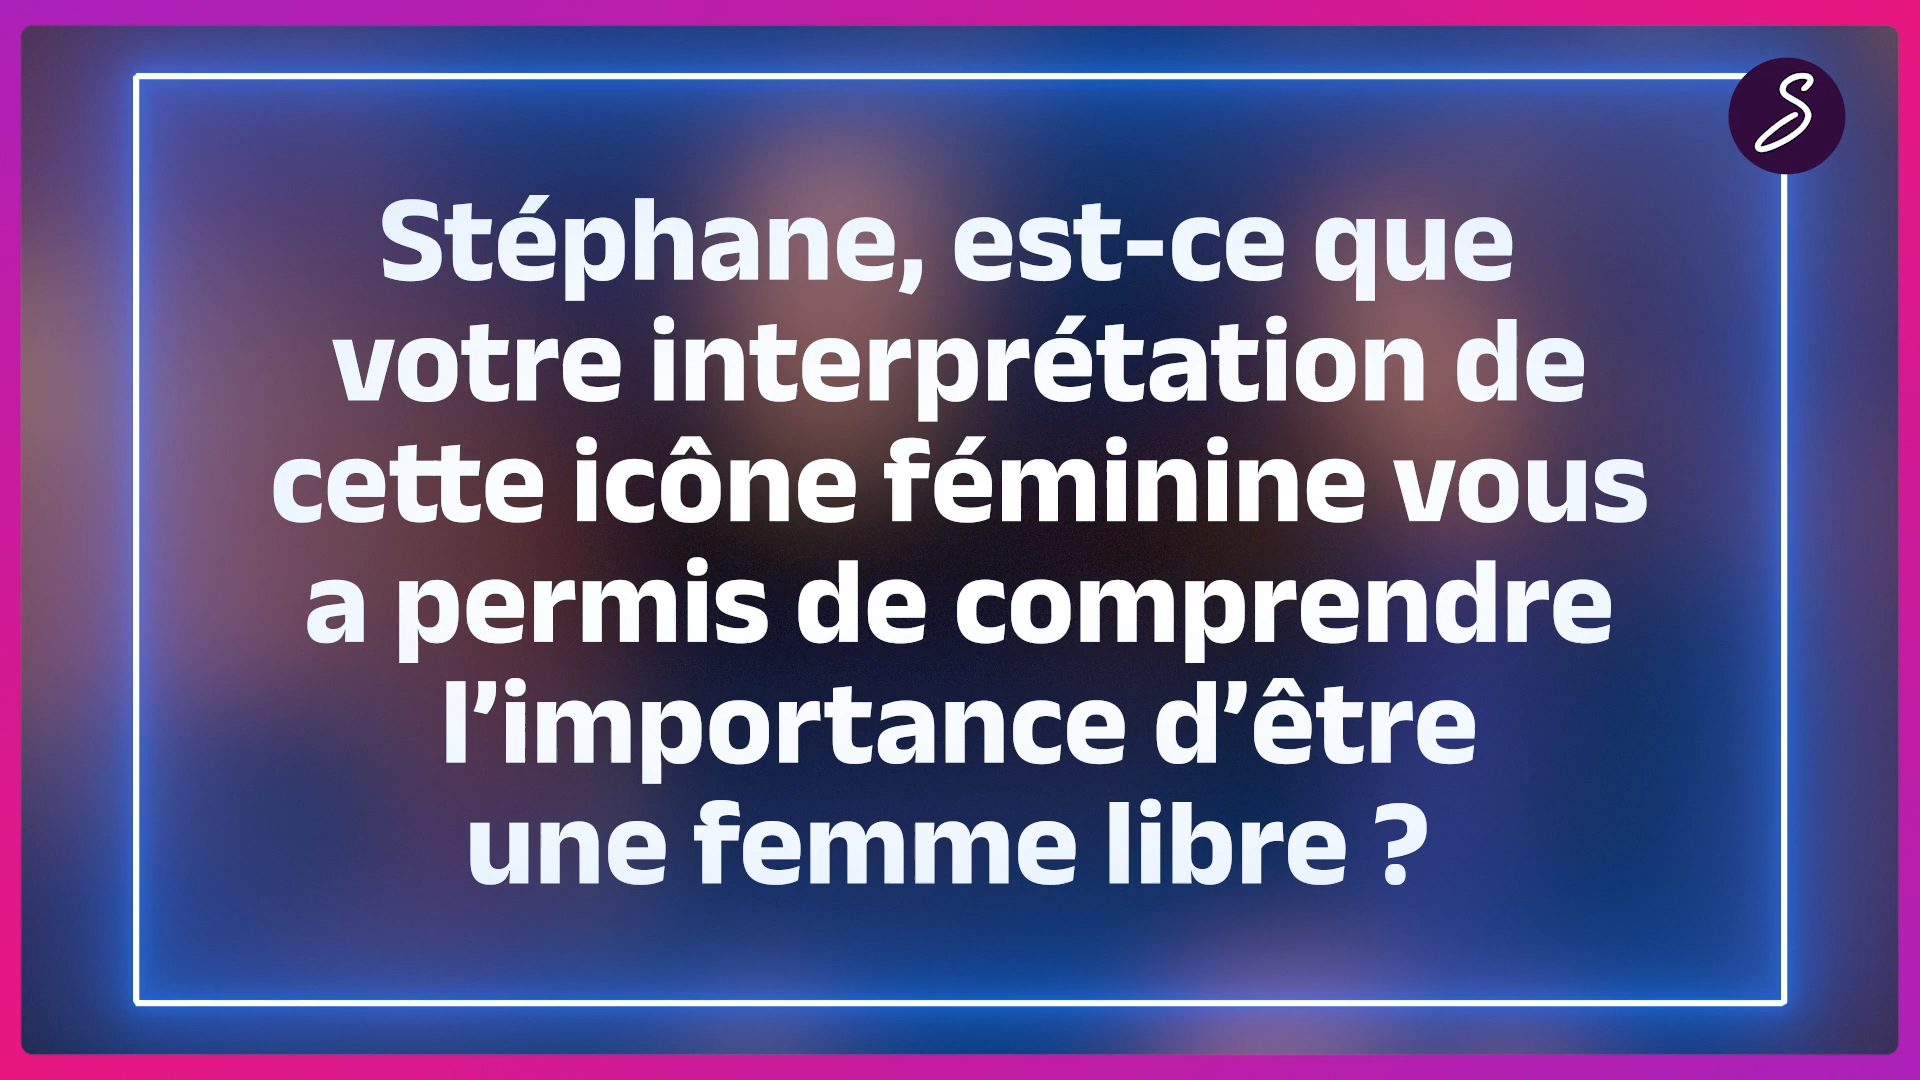 S
Stéphane, est-ce que
votre interprétation de
cette icône féminine vous
a permis de comprendre
l’importance d’être
une femme libre ?